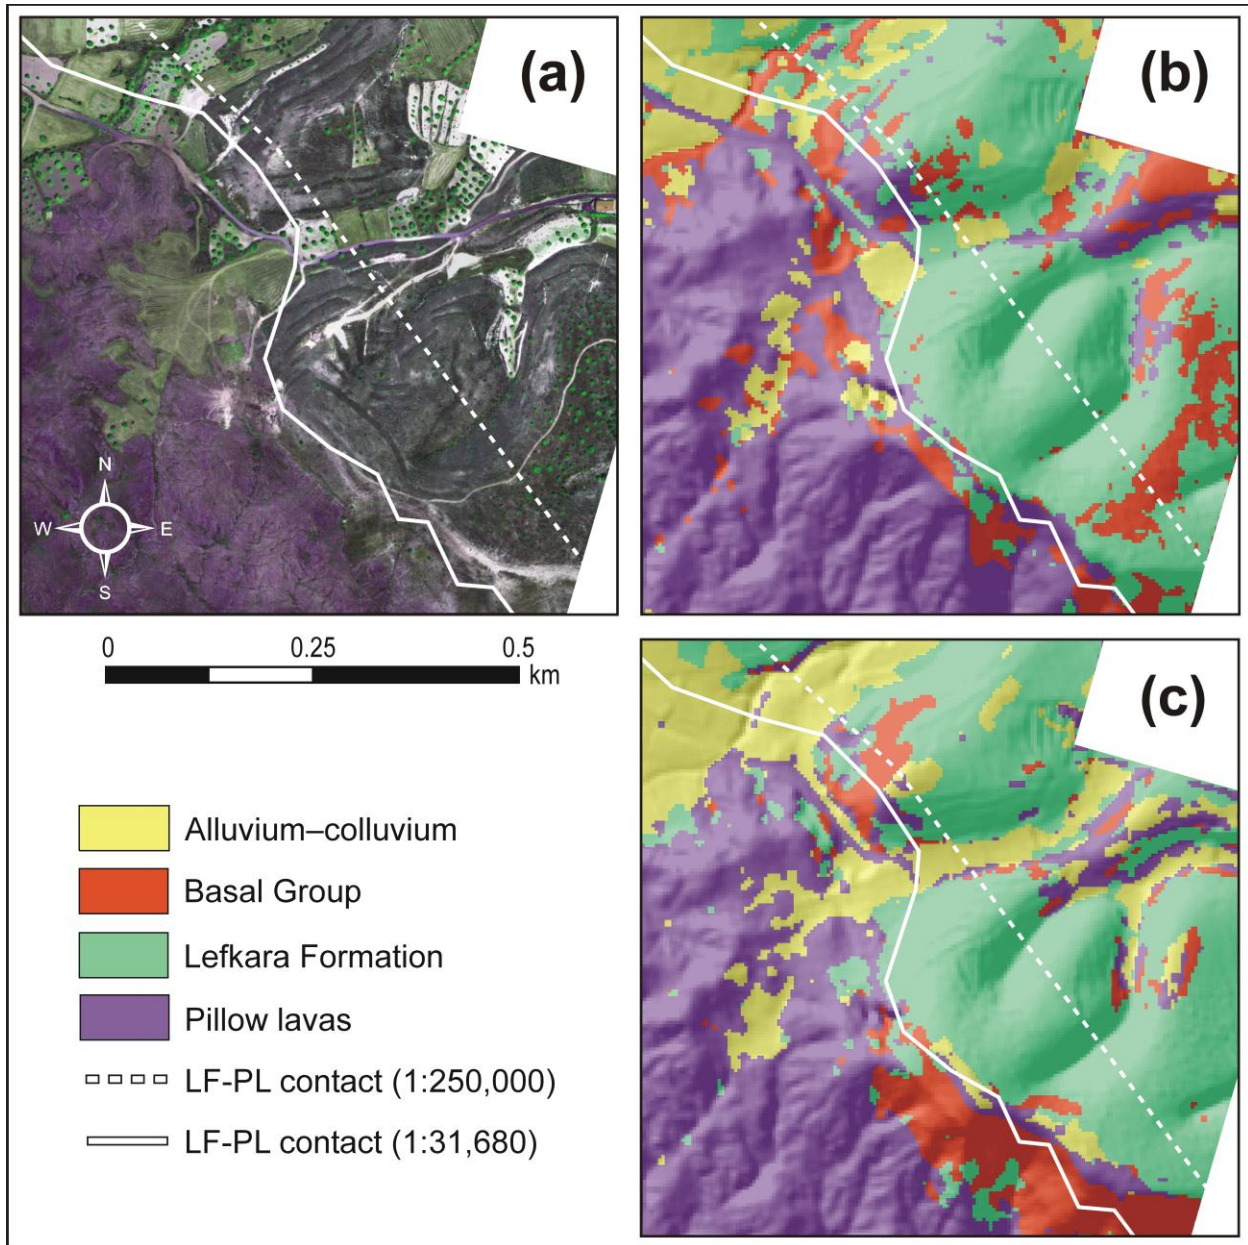 (a)
(b)
N
W E
S
0 0.25 0.5
km
(c)
Alluvium–colluvium
Basal Group
Lefkara Formation
Pillow lavas
LF-PL contact (1:250,000)
LF-PL contact (1:31,680)